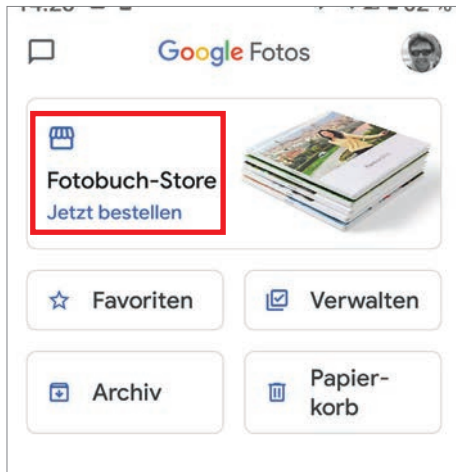 Google Fotos
Fotobuch-Store
Jetzt bestellen
Favoriten
Verwalten
Archiv
Papier-
korb